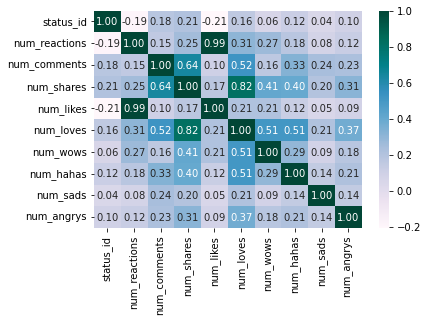 status_id 1.00 -0.19 0.18 0.21 -0.21 0.16 0.06 0.12 0.04 0.10
num_reactions -0.19 1.00 0.15 0.25 0.99 0.31 0.27 0.18 0.08 0.12
num_comments 0.18 0.15 1.00 0.64 0.10 0.52 0.16 0.33 0.24 0.23
num_shares 0.21 0.25 0.64 1.00 0.17 0.82 0.41 0.40 0.20 0.31
num_likes -0.21 0.99 0.10 0.17 1.00 0.21 0.21 0.12 0.05 0.09
num_loves 0.16 0.31 0.52 0.82 0.21 1.00 0.51 0.51 0.21 0.37
num_wows 0.06 0.27 0.16 0.41 0.21 0.51 1.00 0.29 0.09 0.18
num_hahas 0.12 0.18 0.33 0.40 0.12 0.51 0.29 1.00 0.14 0.21
num_sads 0.04 0.08 0.24 0.20 0.05 0.21 0.09 0.14 1.00 0.14
num_angrys 0.10 0.12 0.23 0.31 0.09 0.37 0.18 0.21 0.14 1.00
status_id
num_reactions
num_comments
num_shares
num_likes
num_loves
num_wows
num_hahas
num_sads
num_angrys
1.0
0.8
0.6
0.4
0.2
0.0
-0.2